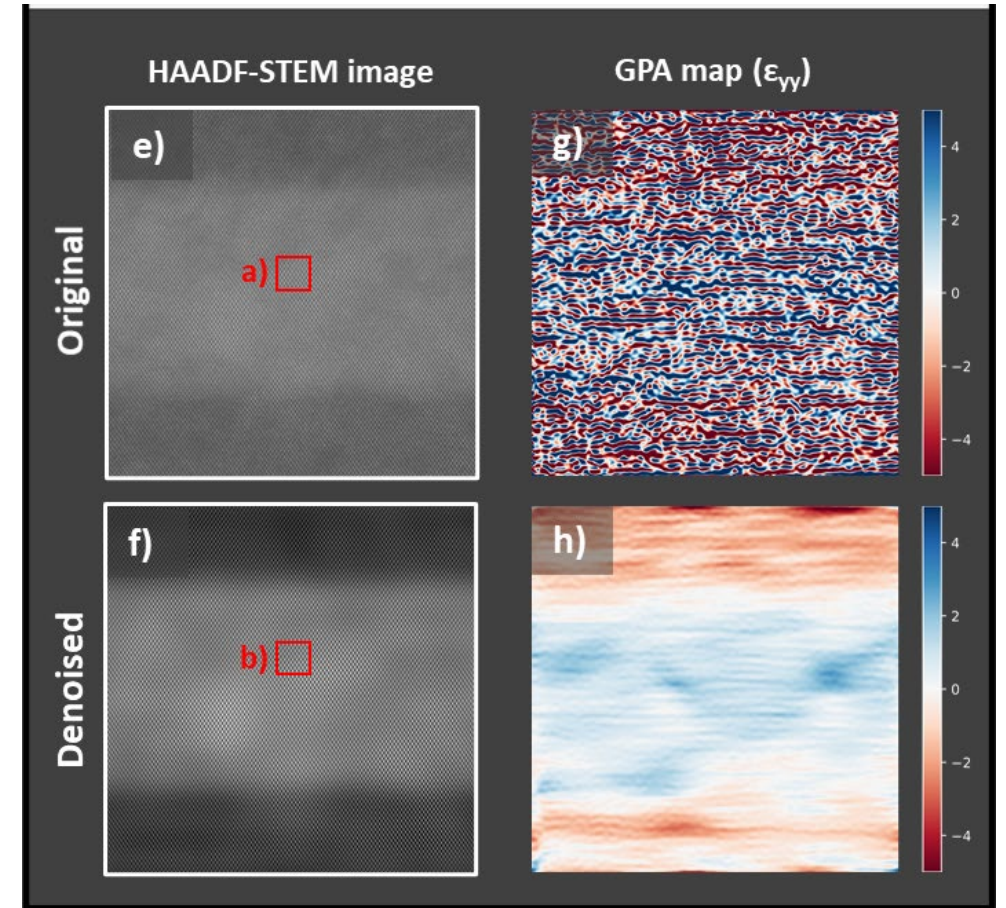 HAADF-STEM image
GPA map (εyy)
Original
e)
a)
g)
4
2
0
−2
−4
Denoised
f)
b)
h)
4
2
0
−2
−4